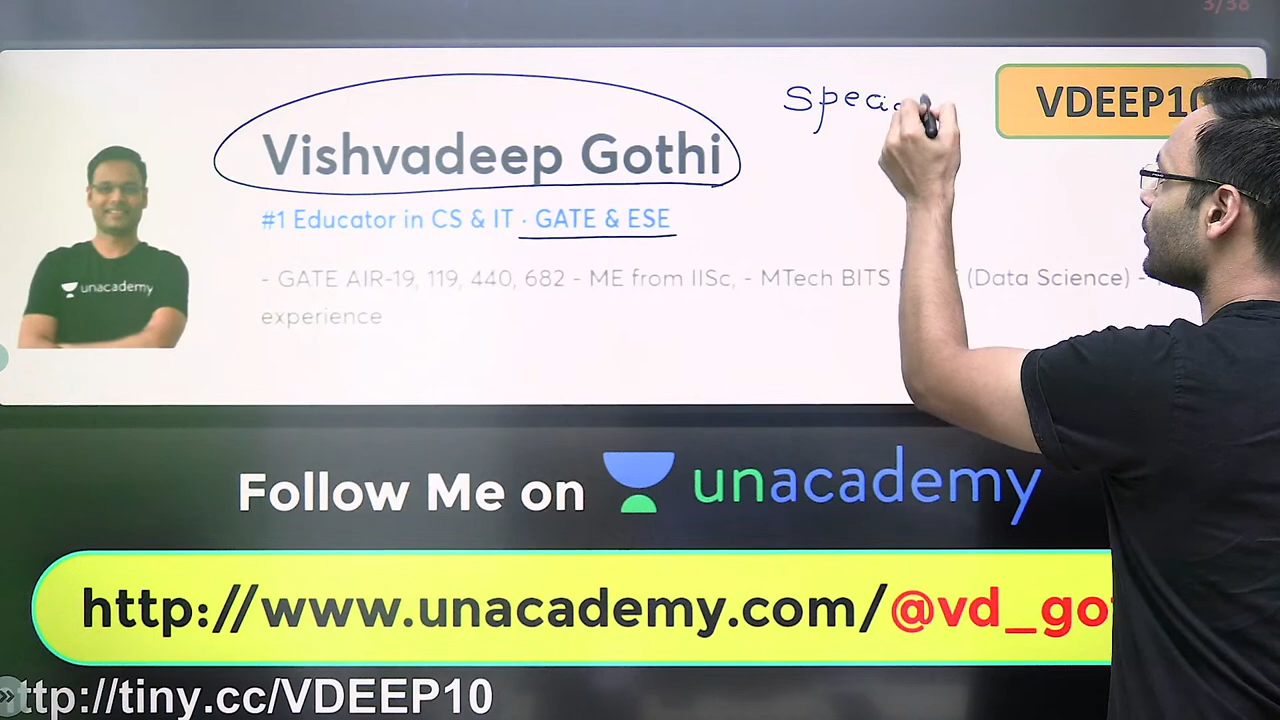 3/38
Specia
VDEEP10
Vishvadeep Gothi
#1 Educator in CS & IT · GATE & ESE
- GATE AIR-19, 119, 440, 682 - ME from IISc, - MTech BITS (Data Science) -
experience
unacademy
Follow Me on unacademy
http://www.unacademy.com/@vd_go
ttp://tiny.cc/VDEEP10